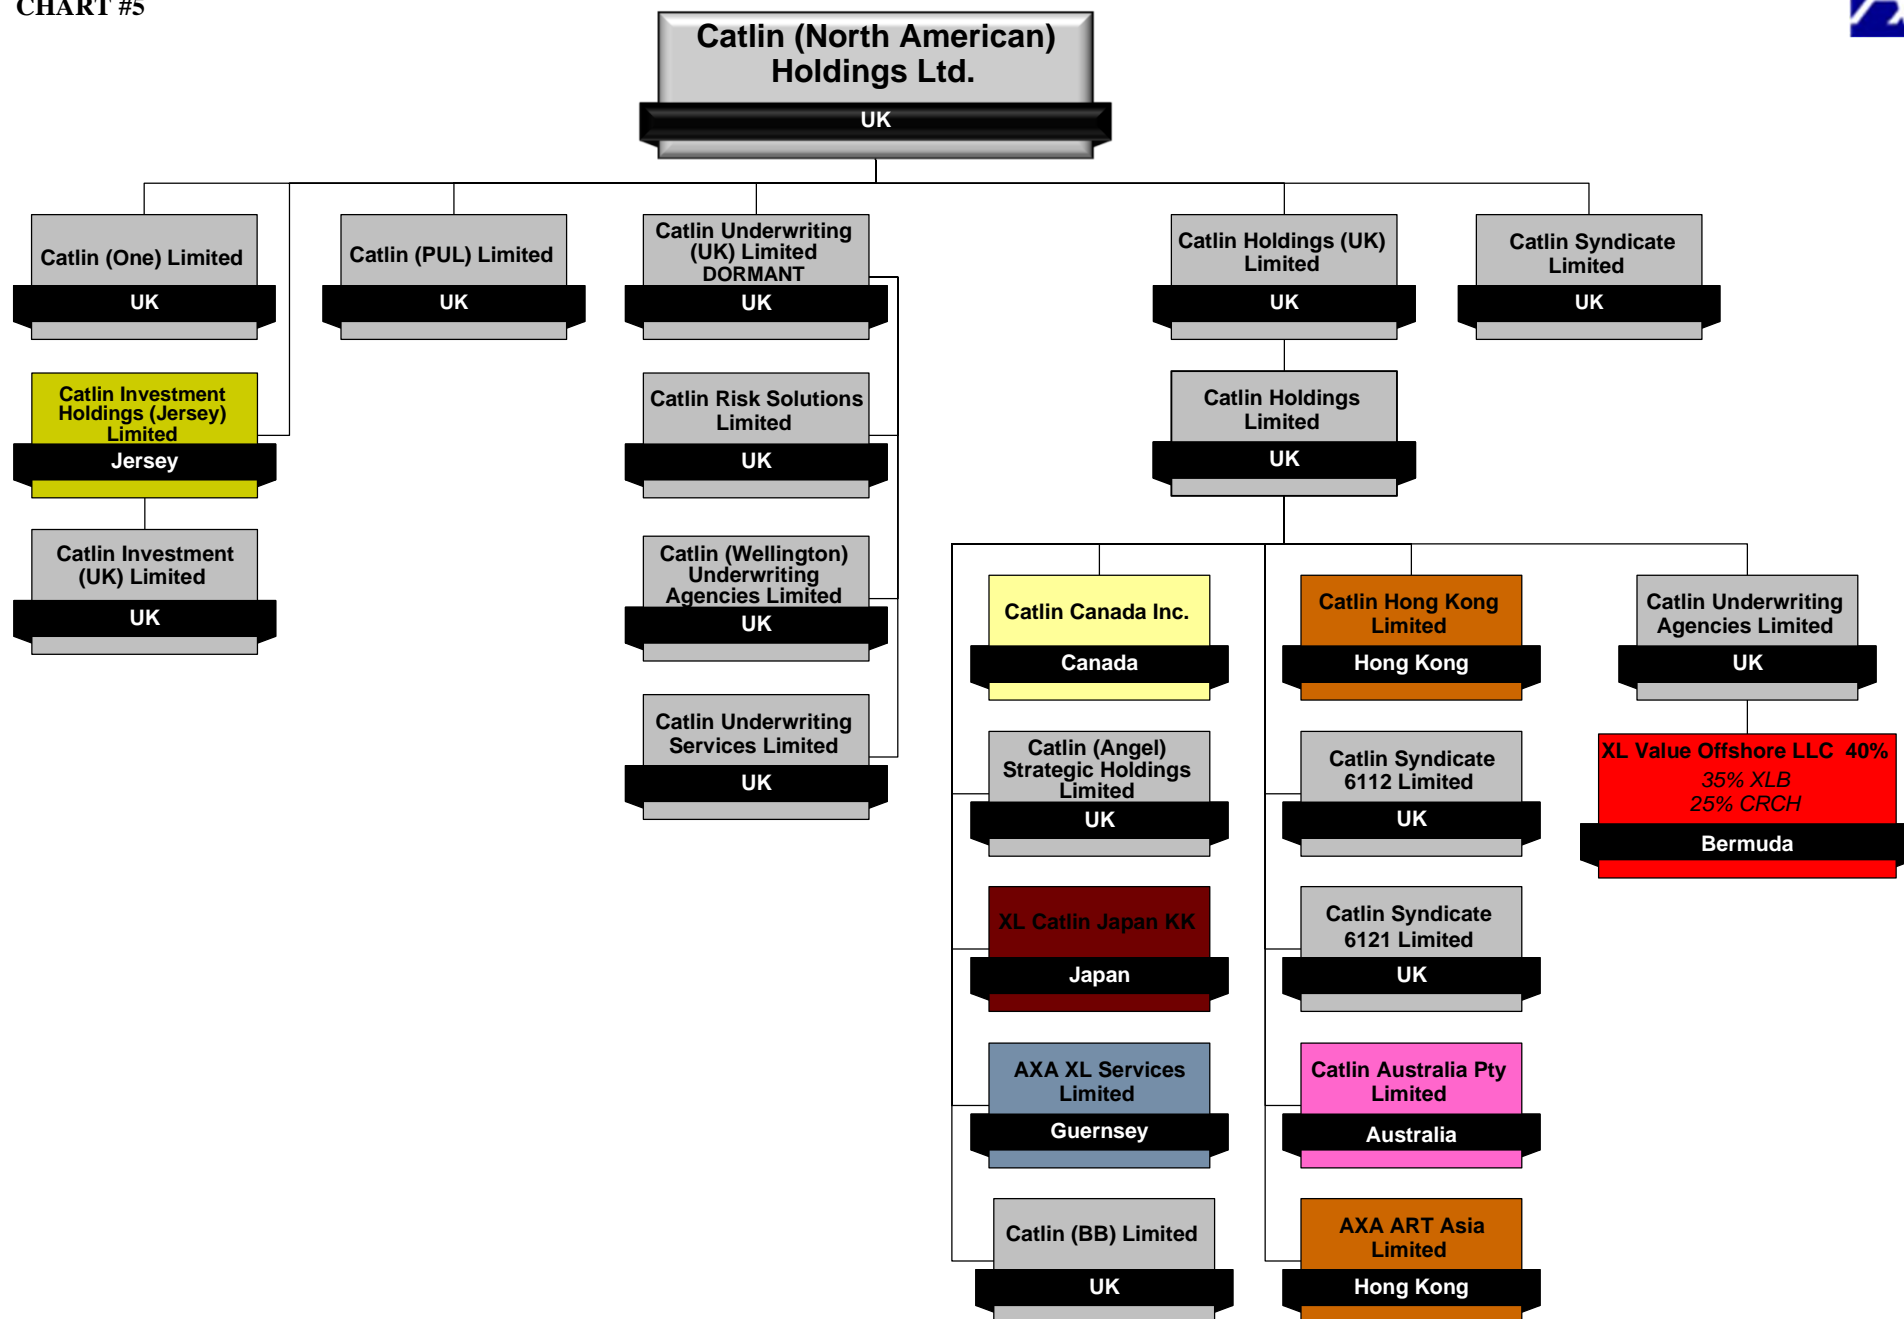 CHART #5
Catlin (North American)
Holdings Ltd.
UK
Catlin (One) Limited
UK
Catlin (PUL) Limited
UK
Catlin Underwriting
(UK) Limited
DORMANT
UK
Catlin Holdings (UK)
Limited
UK
Catlin Syndicate
Limited
UK
Catlin Investment
Holdings (Jersey)
Limited
Jersey
Catlin Risk Solutions
Limited
UK
Catlin Holdings
Limited
UK
Catlin Investment
(UK) Limited
UK
Catlin (Wellington)
Underwriting
Agencies Limited
UK
Catlin Canada Inc.
Canada
Catlin Hong Kong
Limited
Hong Kong
Catlin Underwriting
Agencies Limited
UK
Catlin Underwriting
Services Limited
UK
Catlin (Angel)
Strategic Holdings
Limited
UK
Catlin Syndicate
6112 Limited
UK
XL Value Offshore LLC 40%
35% XLB
25% CRCH
Bermuda
XL Catlin Japan KK
Japan
Catlin Syndicate
6121 Limited
UK
AXA XL Services
Limited
Guernsey
Catlin Australia Pty
Limited
Australia
Catlin (BB) Limited
UK
AXA ART Asia
Limited
Hong Kong